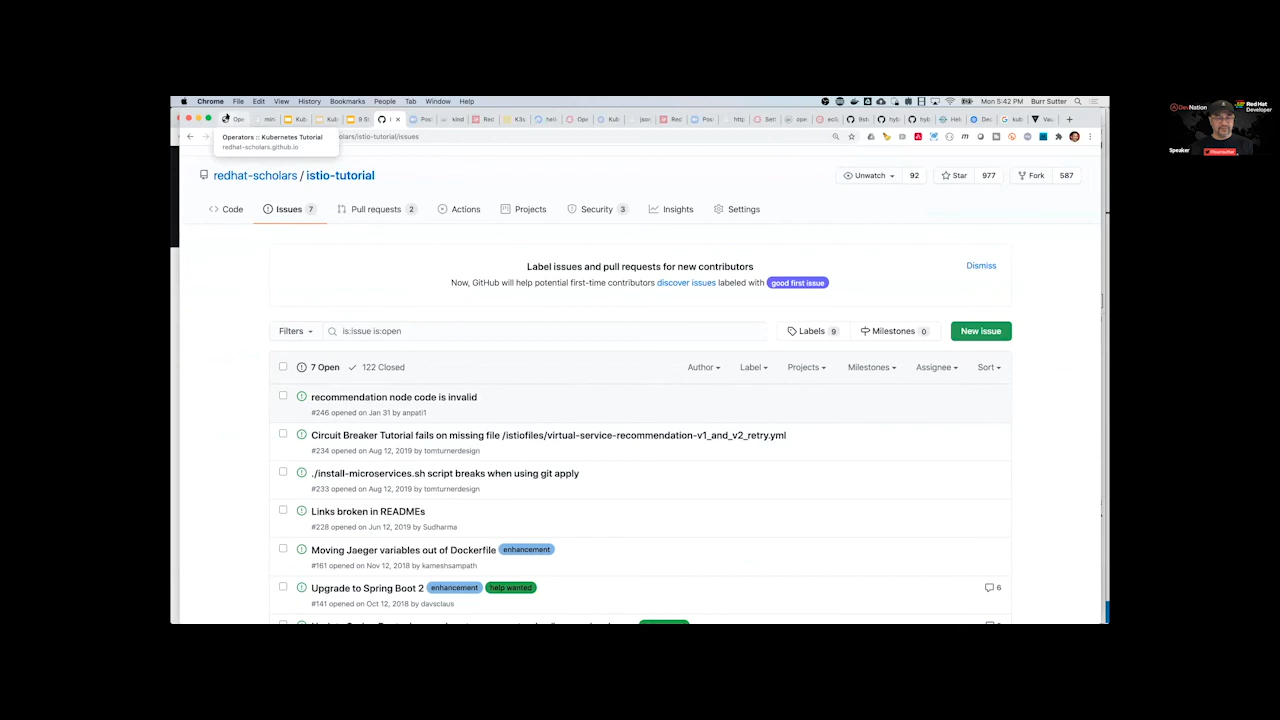 Chrome File Edit View History Bookmarks People Tab Window Help Mon 5:42 PM Burr Sutter
Operators :: Kubernetes Tutorial
redhat-scholars.github.io
olars/istio-tutorial/issues
redhat-scholars / istio-tutorial
Unwatch 92 Star 977 Fork 587
Code Issues 7 Pull requests 2 Actions Projects Security 3 Insights Settings
Label issues and pull requests for new contributors
Dismiss
Now, GitHub will help potential first-time contributors discover issues labeled with good first issue
Filters is:issue is:open Labels 9 Milestones 0 New issue
7 Open 122 Closed Author Label Projects Milestones Assignee Sort
recommendation node code is invalid
#246 opened on Jan 31 by anpati1
Circuit Breaker Tutorial fails on missing file /istiofiles/virtual-service-recommendation-v1_and_v2_retry.yml
#234 opened on Aug 12, 2019 by tomturnerdesign
./install-microservices.sh script breaks when using git apply
#233 opened on Aug 12, 2019 by tomturnerdesign
Links broken in READMEs
#228 opened on Jun 12, 2019 by Sudharma
Moving Jaeger variables out of Dockerfile enhancement
#161 opened on Nov 12, 2018 by kameshsampath
Upgrade to Spring Boot 2 enhancement help wanted 6
#141 opened on Oct 12, 2018 by davsclaus
DevNation
Red Hat
Developer
Speaker